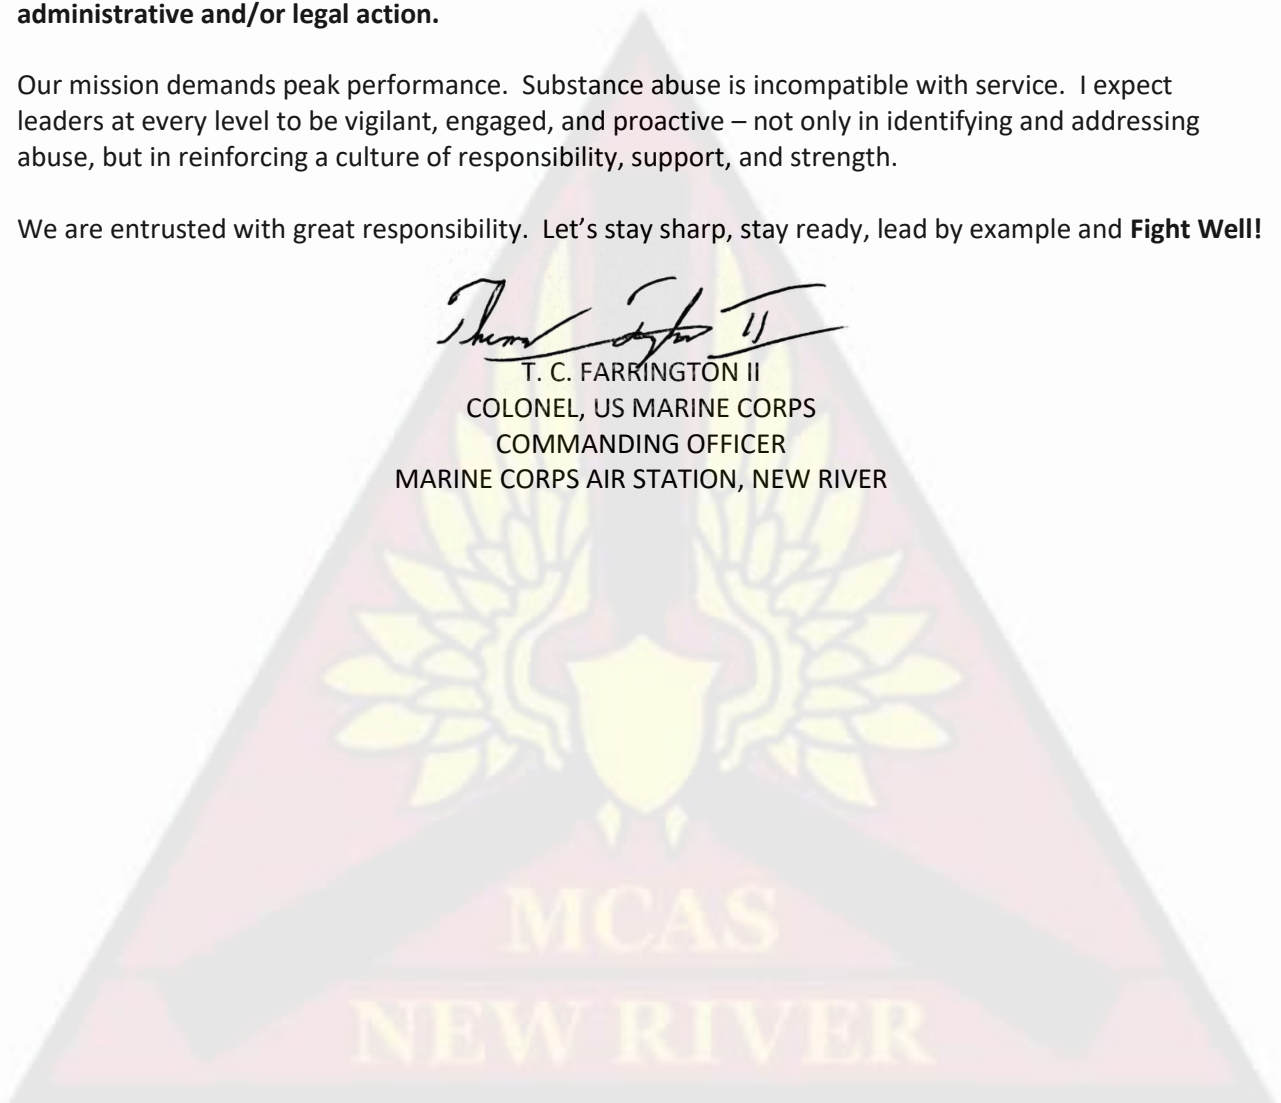 administrative and/or legal action.
Our mission demands peak performance.  Substance abuse is incompatible with service.  I expect
leaders at every level to be vigilant, engaged, and proactive – not only in identifying and addressing
abuse, but in reinforcing a culture of responsibility, support, and strength.
We are entrusted with great responsibility.  Let's stay sharp, stay ready, lead by example and Fight Well!
T. C. FARRINGTON II
COLONEL, US MARINE CORPS
COMMANDING OFFICER
MARINE CORPS AIR STATION, NEW RIVER
MCAS
NEW RIVER